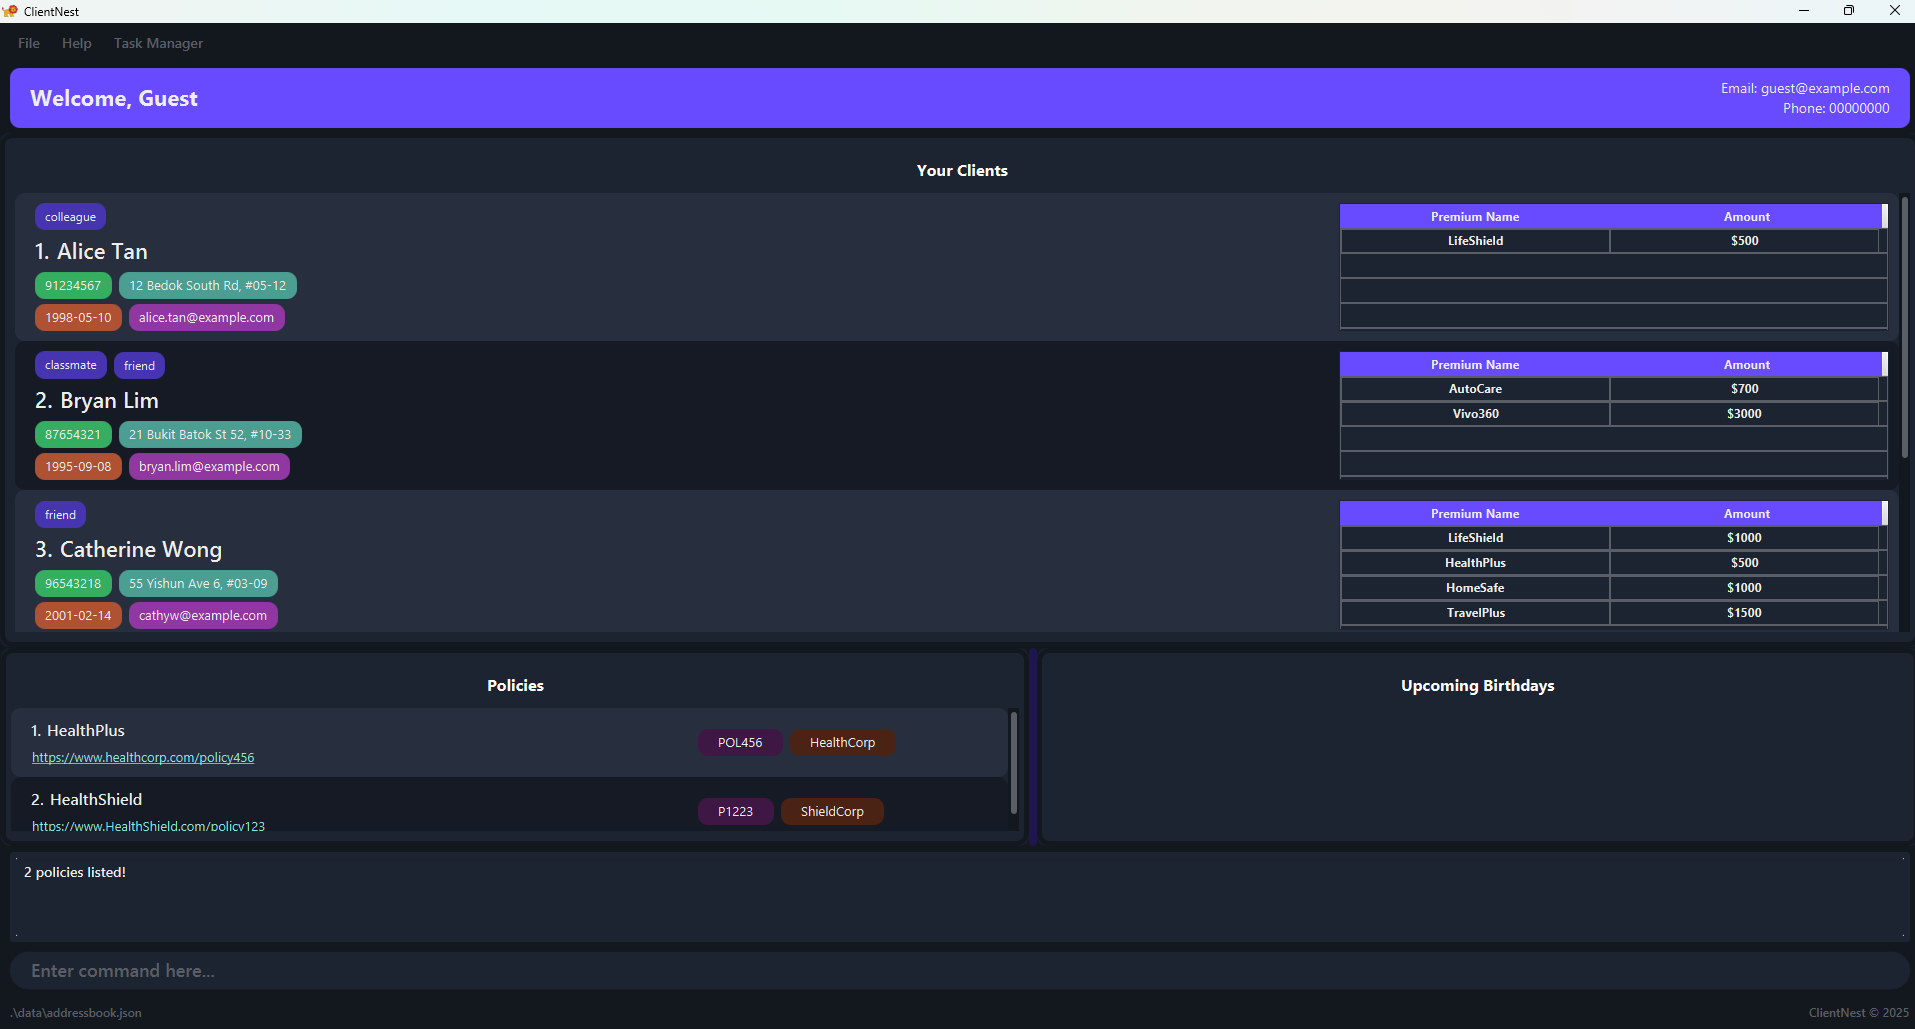 ClientNest
File Help Task Manager
Welcome, Guest
Email: guest@example.com
Phone: 00000000
Your Clients
colleague
1. Alice Tan
91234567 12 Bedok South Rd, #05-12
1998-05-10 alice.tan@example.com
Premium Name Amount
LifeShield $500
classmate friend
2. Bryan Lim
87654321 21 Bukit Batok St 52, #10-33
1995-09-08 bryan.lim@example.com
Premium Name Amount
AutoCare $700
Vivo360 $3000
friend
3. Catherine Wong
96543218 55 Yishun Ave 6, #03-09
2001-02-14 cathyw@example.com
Premium Name Amount
LifeShield $1000
HealthPlus $500
HomeSafe $1000
TravelPlus $1500
Policies
1. HealthPlus
https://www.healthcorp.com/policy456
POL456 HealthCorp
2. HealthShield
https://www.HealthShield.com/policy123
P1223 ShieldCorp
Upcoming Birthdays
2 policies listed!
Enter command here...
.\data\addressbook.json
ClientNest © 2025